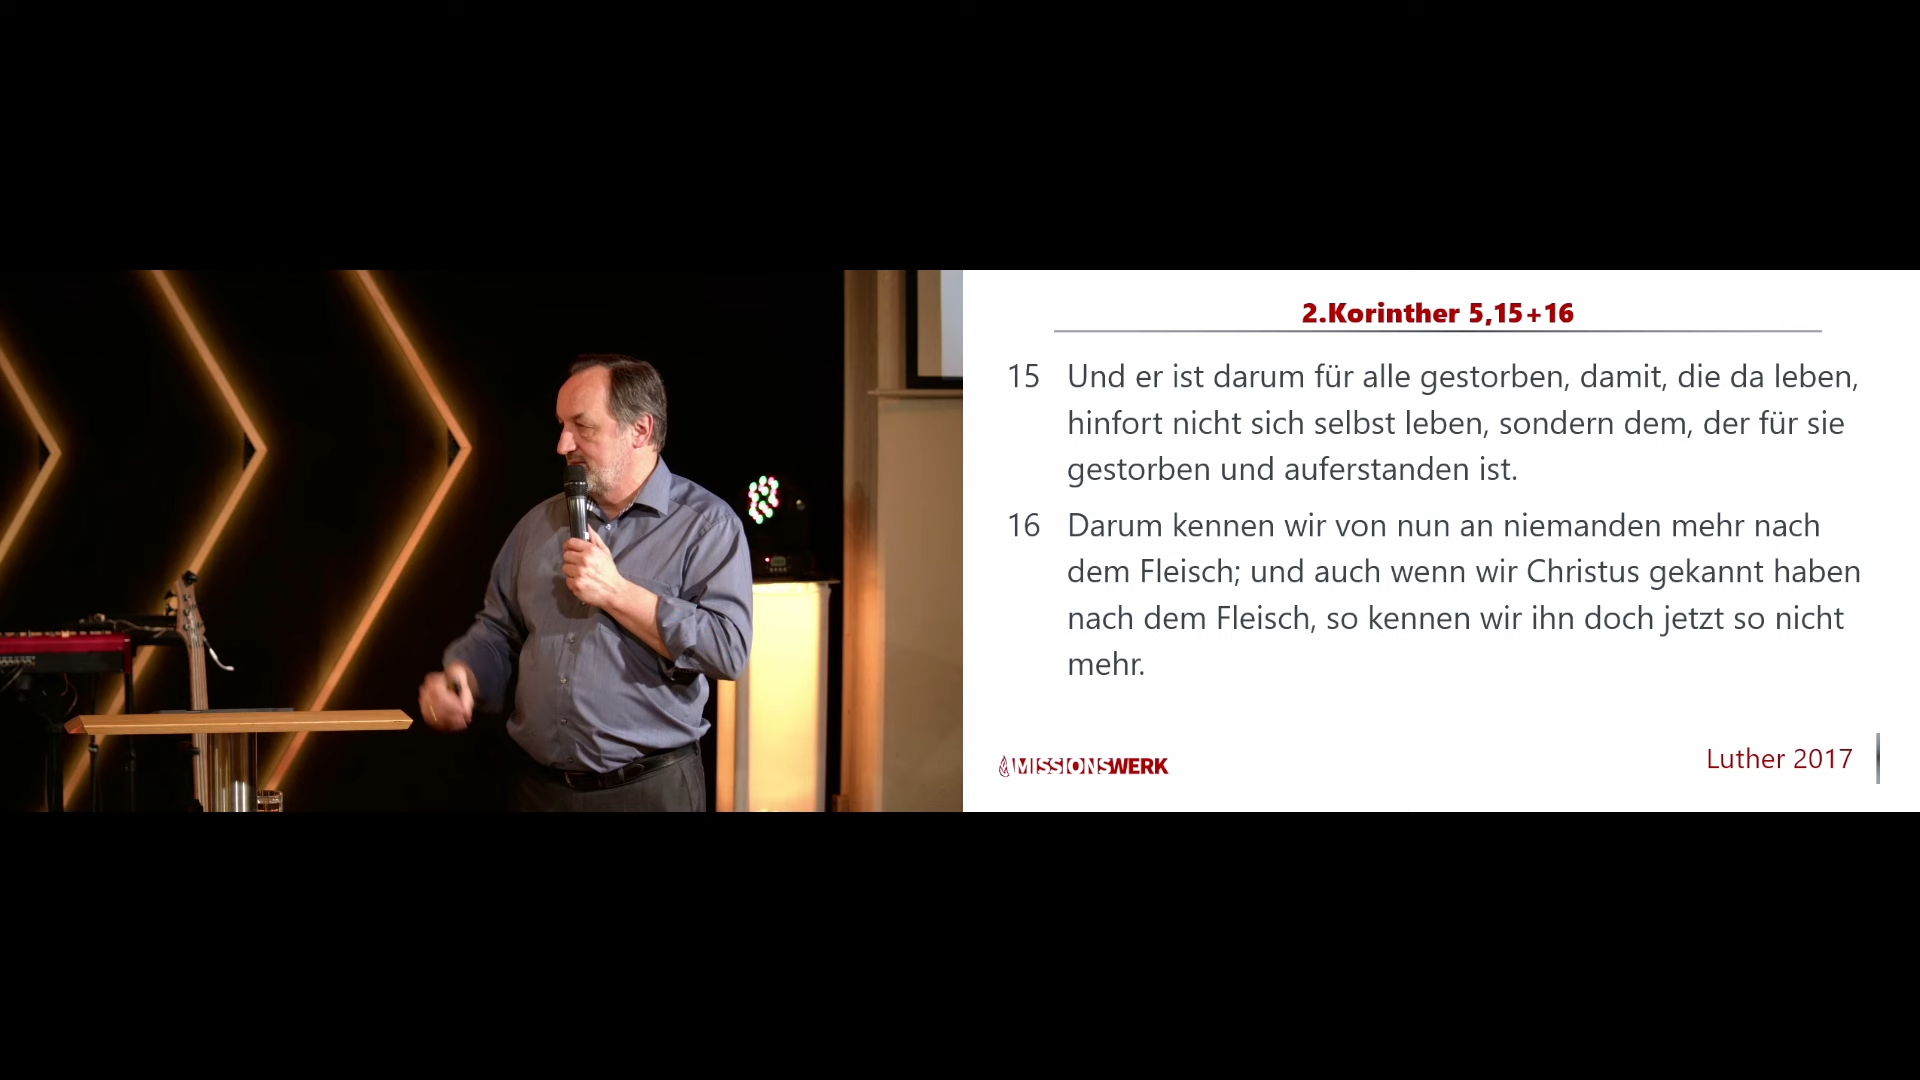 2.Korinther 5,15+16
15 Und er ist darum für alle gestorben, damit, die da leben,
hinfort nicht sich selbst leben, sondern dem, der für sie
gestorben und auferstanden ist.
16 Darum kennen wir von nun an niemanden mehr nach
dem Fleisch; und auch wenn wir Christus gekannt haben
nach dem Fleisch, so kennen wir ihn doch jetzt so nicht
mehr.
MISSIONSWERK
Luther 2017